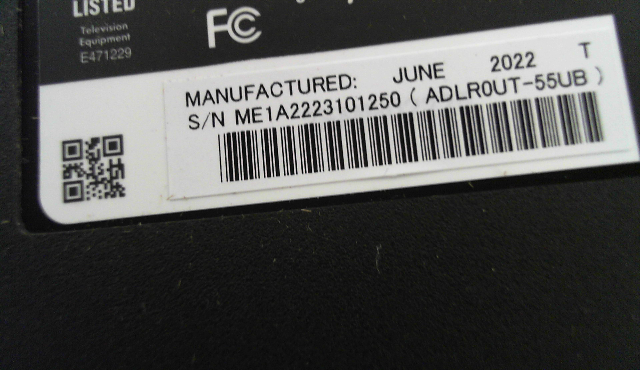 LISTED
Television
Equipment
E471229
FC
MANUFACTURED: JUNE 2022 T
S/N ME1A2223101250 ( ADLR0UT-55UB )